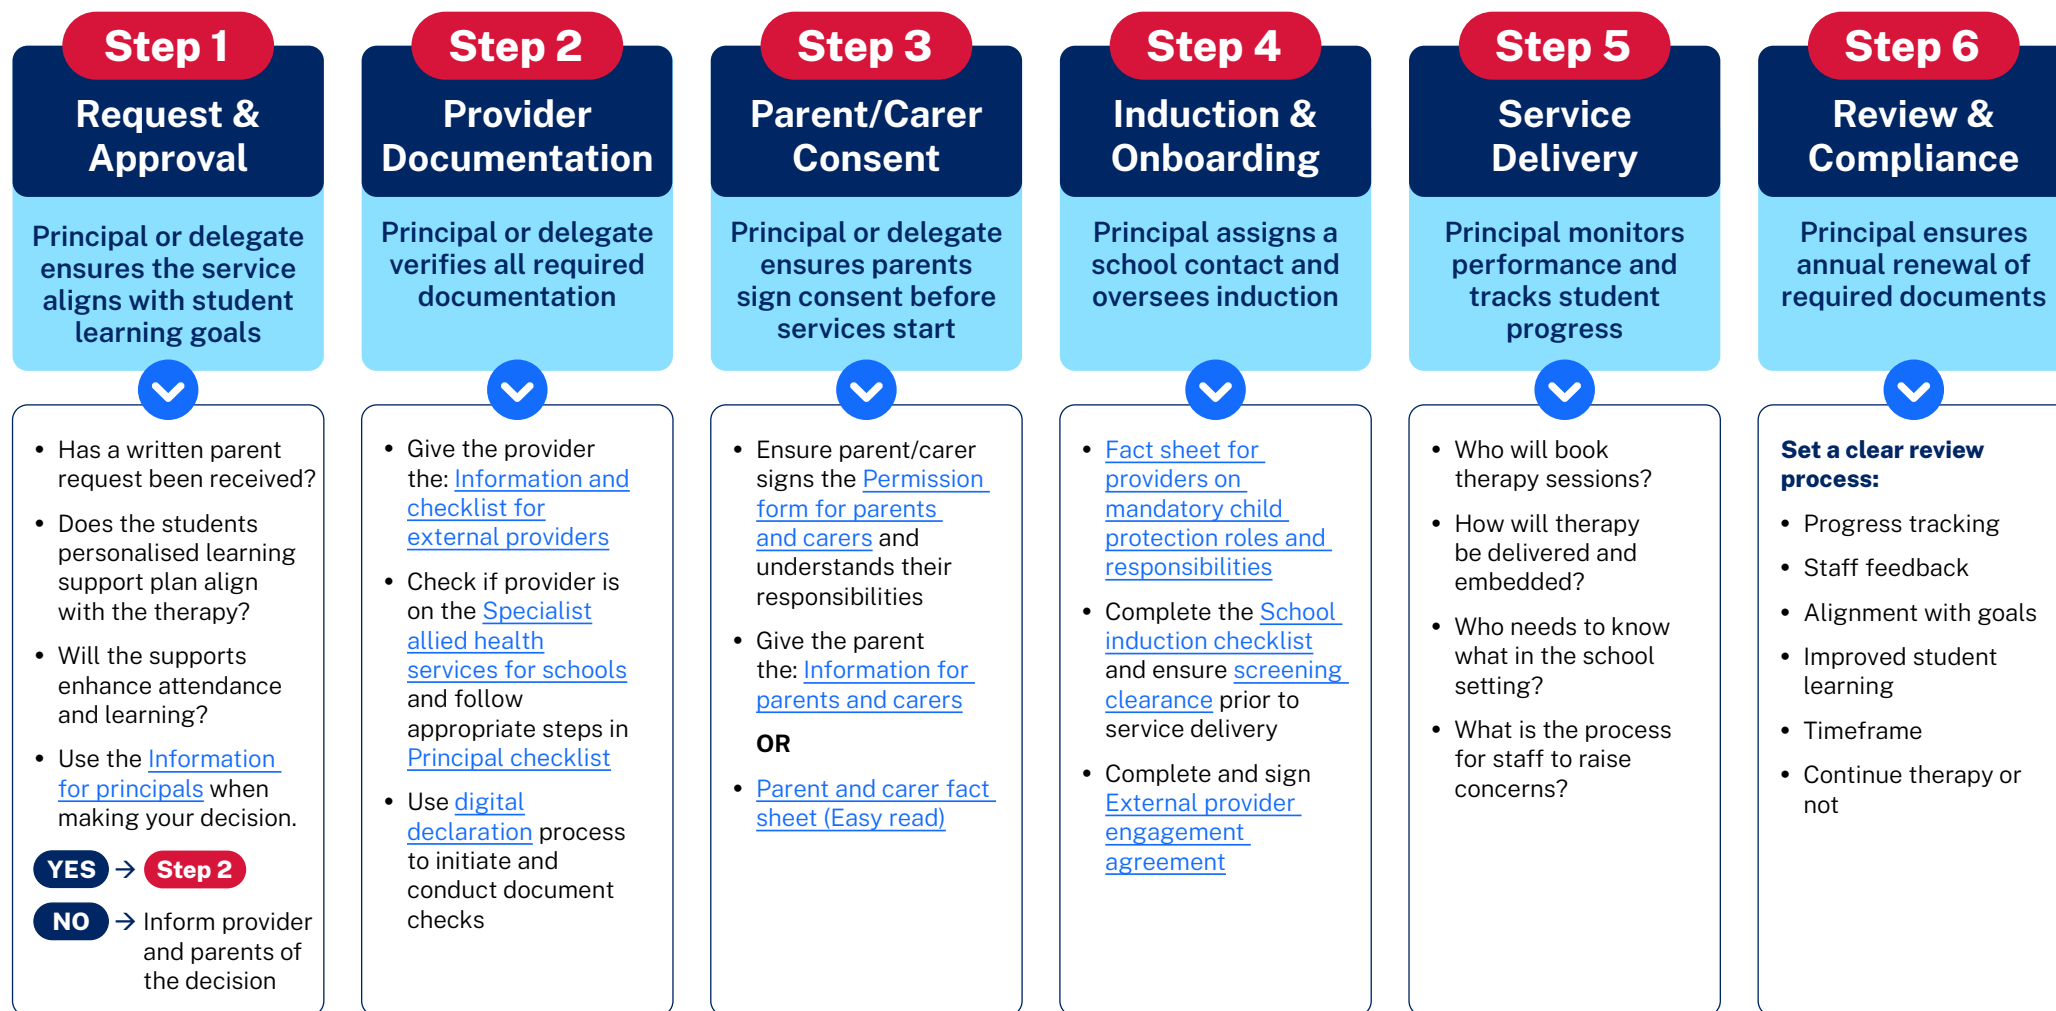 Step 1
Request &
Approval
Principal or delegate
ensures the service
aligns with student
learning goals
• Has a written parent
request been received?
• Does the students
personalised learning
support plan align
with the therapy?
• Will the supports
enhance attendance
and learning?
• Use the Information
for principals when
making your decision.
YES → Step 2
NO → Inform provider
and parents of
the decision
Step 2
Provider
Documentation
Principal or delegate
verifies all required
documentation
• Give the provider
the: Information and
checklist for
external providers
• Check if provider is
on the Specialist
allied health
services for schools
and follow
appropriate steps in
Principal checklist
• Use digital
declaration process
to initiate and
conduct document
checks
Step 3
Parent/Carer
Consent
Principal or delegate
ensures parents
sign consent before
services start
• Ensure parent/carer
signs the Permission
form for parents
and carers and
understands their
responsibilities
• Give the parent
the: Information for
parents and carers
OR
• Parent and carer fact
sheet (Easy read)
Step 4
Induction &
Onboarding
Principal assigns a
school contact and
oversees induction
• Fact sheet for
providers on
mandatory child
protection roles and
responsibilities
• Complete the School
induction checklist
and ensure screening
clearance prior to
service delivery
• Complete and sign
External provider
engagement
agreement
Step 5
Service
Delivery
Principal monitors
performance and
tracks student
progress
• Who will book
therapy sessions?
• How will therapy
be delivered and
embedded?
• Who needs to know
what in the school
setting?
• What is the process
for staff to raise
concerns?
Step 6
Review &
Compliance
Principal ensures
annual renewal of
required documents
Set a clear review
process:
• Progress tracking
• Staff feedback
• Alignment with goals
• Improved student
learning
• Timeframe
• Continue therapy or
not